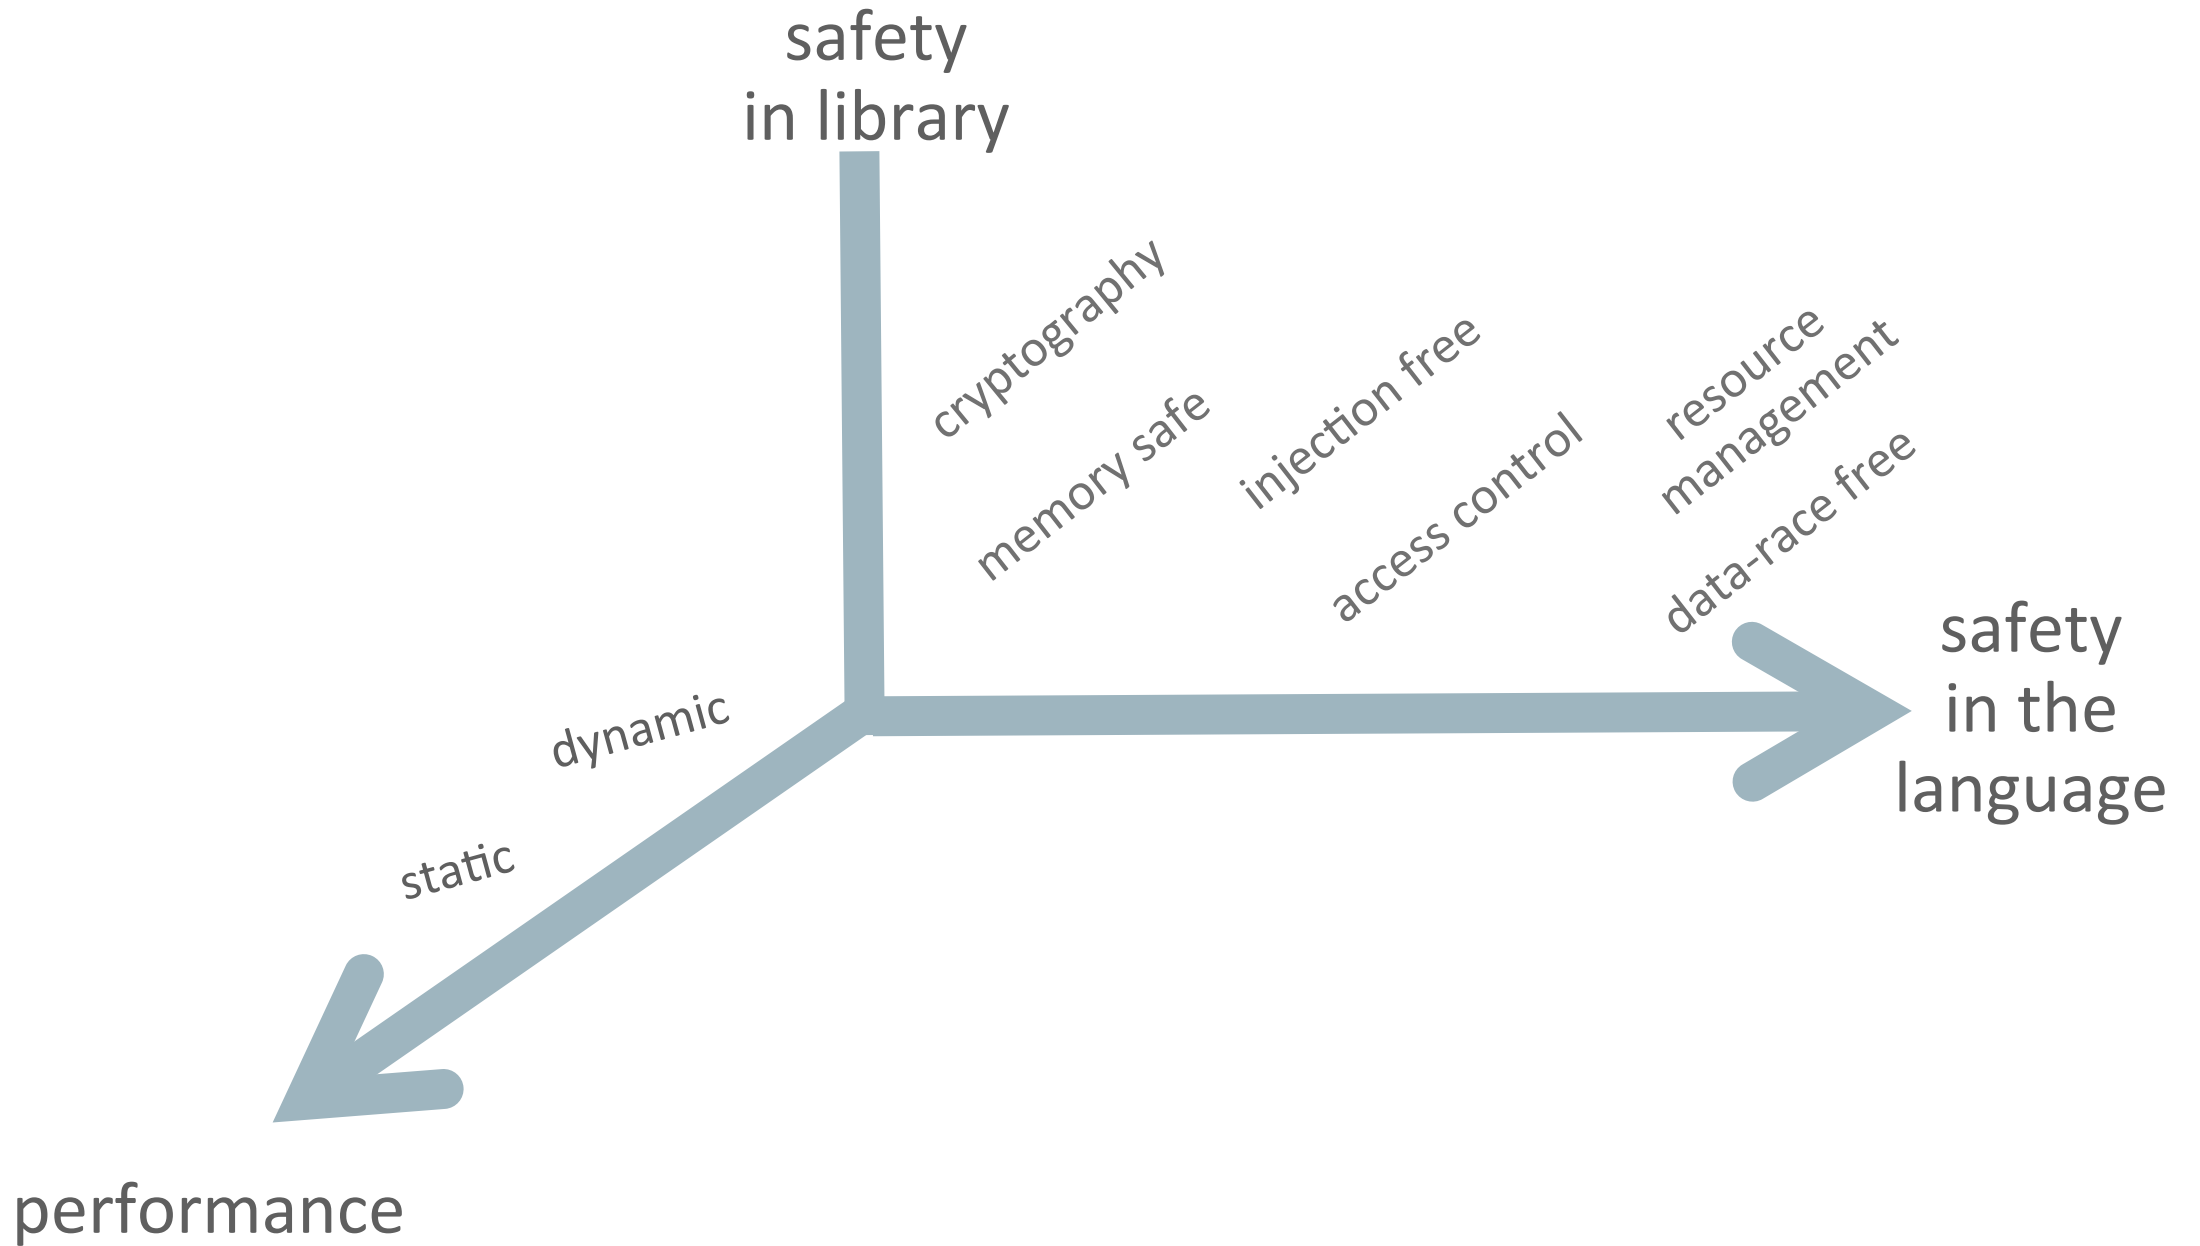 safety
in library
cryptography
memory safe
injection free
access control
resource
management
data-race free
safety
in the
language
dynamic
static
performance